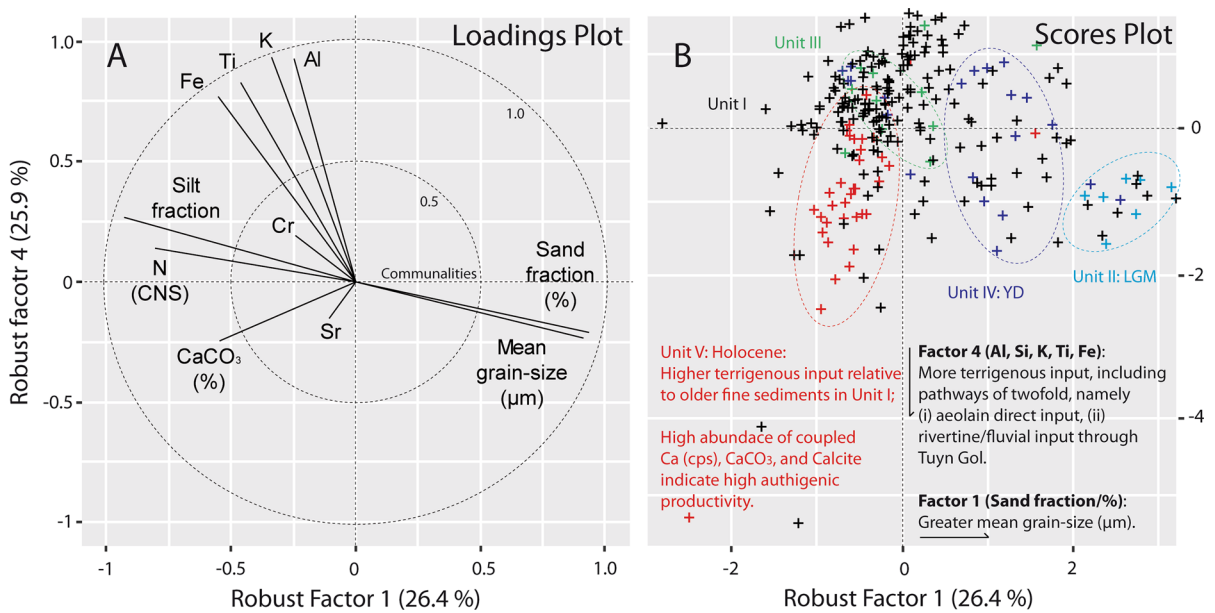 A
Loadings Plot
K
Ti
Al
Fe
1.0
Silt
fraction
0.5
Cr
N
(CNS)
Communalities
Sand
fraction
(%)
Sr
CaCO₃
(%)
Mean
grain-size
(μm)
1.0
0.5
0
-0.5
-1
Robust facotr 4 (25.9 %)
-1
-0.5
0
0.5
1.0
Robust Factor 1 (26.4 %)
B
Scores Plot
Unit III
Unit I
Unit IV: YD
Unit II: LGM
Unit V: Holocene:
Higher terrigenous input relative
to older fine sediments in Unit I;
High abundace of coupled
Ca (cps), CaCO₃, and Calcite
indicate high authigenic
productivity.
Factor 4 (Al, Si, K, Ti, Fe):
More terrigenous input, including
pathways of twofold, namely
(i) aeolain direct input, (ii)
rivertine/fluvial input through
Tuyn Gol.
Factor 1 (Sand fraction/%):
Greater mean grain-size (μm).
0
-2
-4
-2
0
2
Robust Factor 1 (26.4 %)